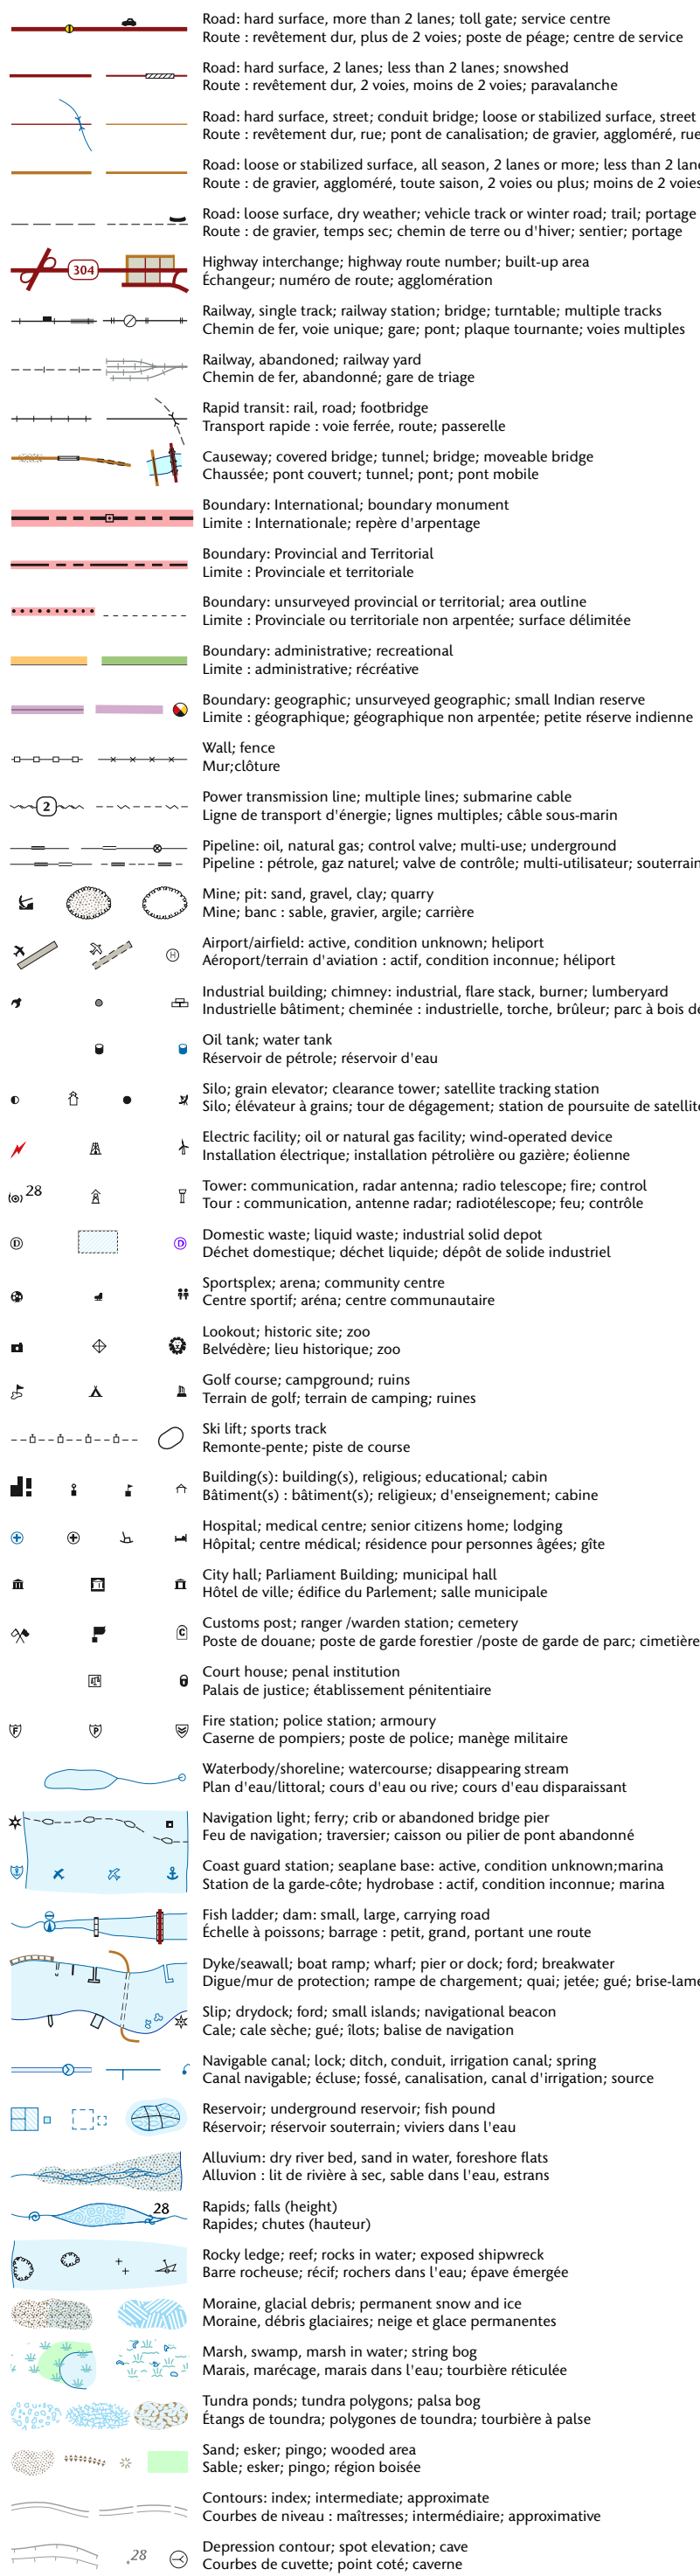 Road: hard surface, more than 2 lanes; toll gate; service centre
Route : revêtement dur, plus de 2 voies; poste de péage; centre de service
Road: hard surface, 2 lanes; less than 2 lanes; snowshed
Route : revêtement dur, 2 voies, moins de 2 voies; paravalanche
Road: hard surface, street; conduit bridge; loose or stabilized surface, street
Route : revêtement dur, rue; pont de canalisation; de gravier, aggloméré, rue
Road: loose or stabilized surface, all season, 2 lanes or more; less than 2 lane
Route : de gravier, aggloméré, toute saison, 2 voies ou plus; moins de 2 voies
Road: loose surface, dry weather; vehicle track or winter road; trail; portage
Route : de gravier, temps sec; chemin de terre ou d'hiver; sentier; portage
304
Highway interchange; highway route number; built-up area
Échangeur; numéro de route; agglomération
Railway, single track; railway station; bridge; turntable; multiple tracks
Chemin de fer, voie unique; gare; pont; plaque tournante; voies multiples
Railway, abandoned; railway yard
Chemin de fer, abandonné; gare de triage
Rapid transit: rail, road; footbridge
Transport rapide : voie ferrée, route; passerelle
Causeway; covered bridge; tunnel; bridge; moveable bridge
Chaussée; pont couvert; tunnel; pont; pont mobile
Boundary: International; boundary monument
Limite : Internationale; repère d'arpentage
Boundary: Provincial and Territorial
Limite : Provinciale et territoriale
Boundary: unsurveyed provincial or territorial; area outline
Limite : Provinciale ou territoriale non arpentée; surface délimitée
Boundary: administrative; recreational
Limite : administrative; récréative
Boundary: geographic; unsurveyed geographic; small Indian reserve
Limite : géographique; géographique non arpentée; petite réserve indienne
Wall; fence
Mur;clôture
2
Power transmission line; multiple lines; submarine cable
Ligne de transport d'énergie; lignes multiples; câble sous-marin
Pipeline: oil, natural gas; control valve; multi-use; underground
Pipeline : pétrole, gaz naturel; valve de contrôle; multi-utilisateur; souterrain
Mine; pit: sand, gravel, clay; quarry
Mine; banc : sable, gravier, argile; carrière
H
Airport/airfield: active, condition unknown; heliport
Aéroport/terrain d'aviation : actif, condition inconnue; héliport
Industrial building; chimney: industrial, flare stack, burner; lumberyard
Industrielle bâtiment; cheminée : industrielle, torche, brûleur; parc à bois de
Oil tank; water tank
Réservoir de pétrole; réservoir d'eau
Silo; grain elevator; clearance tower; satellite tracking station
Silo; élévateur à grains; tour de dégagement; station de poursuite de satellite
Electric facility; oil or natural gas facility; wind-operated device
Installation électrique; installation pétrolière ou gazière; éolienne
28
Tower: communication, radar antenna; radio telescope; fire; control
Tour : communication, antenne radar; radiotélescope; feu; contrôle
D D
Domestic waste; liquid waste; industrial solid depot
Déchet domestique; déchet liquide; dépôt de solide industriel
Sportsplex; arena; community centre
Centre sportif; aréna; centre communautaire
Lookout; historic site; zoo
Belvédère; lieu historique; zoo
Golf course; campground; ruins
Terrain de golf; terrain de camping; ruines
Ski lift; sports track
Remonte-pente; piste de course
Building(s): building(s), religious; educational; cabin
Bâtiment(s) : bâtiment(s); religieux; d'enseignement; cabine
Hospital; medical centre; senior citizens home; lodging
Hôpital; centre médical; résidence pour personnes âgées; gîte
City hall; Parliament Building; municipal hall
Hôtel de ville; édifice du Parlement; salle municipale
C
Customs post; ranger /warden station; cemetery
Poste de douane; poste de garde forestier /poste de garde de parc; cimetière
Court house; penal institution
Palais de justice; établissement pénitentiaire
F P
Fire station; police station; armoury
Caserne de pompiers; poste de police; manège militaire
Waterbody/shoreline; watercourse; disappearing stream
Plan d'eau/littoral; cours d'eau ou rive; cours d'eau disparaissant
Navigation light; ferry; crib or abandoned bridge pier
Feu de navigation; traversier; caisson ou pilier de pont abandonné
Coast guard station; seaplane base: active, condition unknown;marina
Station de la garde-côte; hydrobase : actif, condition inconnue; marina
Fish ladder; dam: small, large, carrying road
Échelle à poissons; barrage : petit, grand, portant une route
Dyke/seawall; boat ramp; wharf; pier or dock; ford; breakwater
Digue/mur de protection; rampe de chargement; quai; jetée; gué; brise-lame
Slip; drydock; ford; small islands; navigational beacon
Cale; cale sèche; gué; îlots; balise de navigation
Navigable canal; lock; ditch, conduit, irrigation canal; spring
Canal navigable; écluse; fossé, canalisation, canal d'irrigation; source
Reservoir; underground reservoir; fish pound
Réservoir; réservoir souterrain; viviers dans l'eau
Alluvium: dry river bed, sand in water, foreshore flats
Alluvion : lit de rivière à sec, sable dans l'eau, estrans
28
Rapids; falls (height)
Rapides; chutes (hauteur)
Rocky ledge; reef; rocks in water; exposed shipwreck
Barre rocheuse; récif; rochers dans l'eau; épave émergée
Moraine, glacial debris; permanent snow and ice
Moraine, débris glaciaires; neige et glace permanentes
Marsh, swamp, marsh in water; string bog
Marais, marécage, marais dans l'eau; tourbière réticulée
Tundra ponds; tundra polygons; palsa bog
Étangs de toundra; polygones de toundra; tourbière à palse
Sand; esker; pingo; wooded area
Sable; esker; pingo; région boisée
Contours: index; intermediate; approximate
Courbes de niveau : maîtresses; intermédiaire; approximative
.28
Depression contour; spot elevation; cave
Courbes de cuvette; point coté; caverne